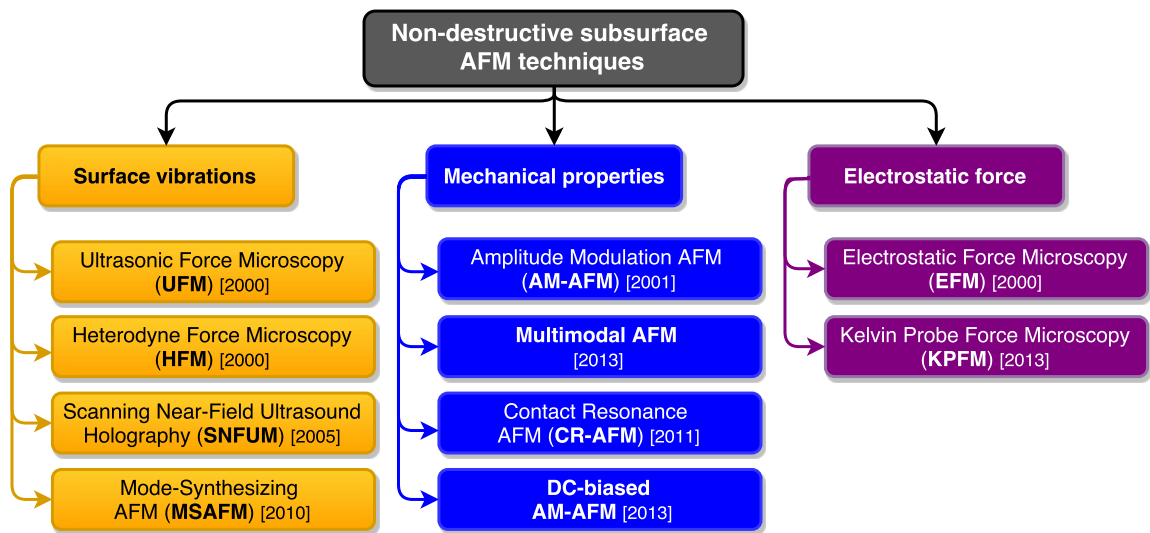 Non-destructive subsurface
AFM techniques
Surface vibrations
Ultrasonic Force Microscopy
(UFM) [2000]
Heterodyne Force Microscopy
(HFM) [2000]
Scanning Near-Field Ultrasound
Holography (SNFUM) [2005]
Mode-Synthesizing
AFM (MSAFM) [2010]
Mechanical properties
Amplitude Modulation AFM
(AM-AFM) [2001]
Multimodal AFM
[2013]
Contact Resonance
AFM (CR-AFM) [2011]
DC-biased
AM-AFM [2013]
Electrostatic force
Electrostatic Force Microscopy
(EFM) [2000]
Kelvin Probe Force Microscopy
(KPFM) [2013]